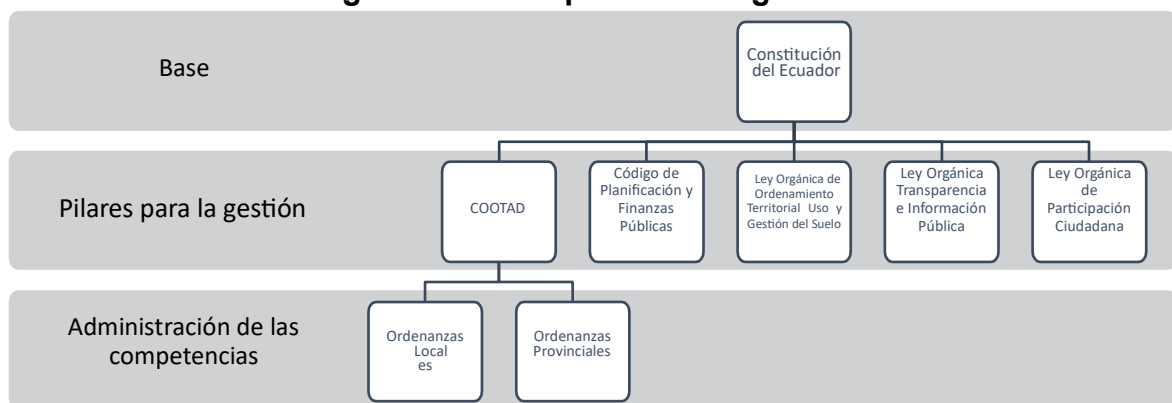 Base
Constitución
del Ecuador
Pilares para la gestión
COOTAD
Código de
Planificación y
Finanzas
Públicas
Ley Orgánica de
Ordenamiento
Territorial Uso y
Gestión del Suelo
Ley Orgánica
Transparencia
e Información
Pública
Ley Orgánica
de
Participación
Ciudadana
Administración de las
competencias
Ordenanzas
Local
es
Ordenanzas
Provinciales